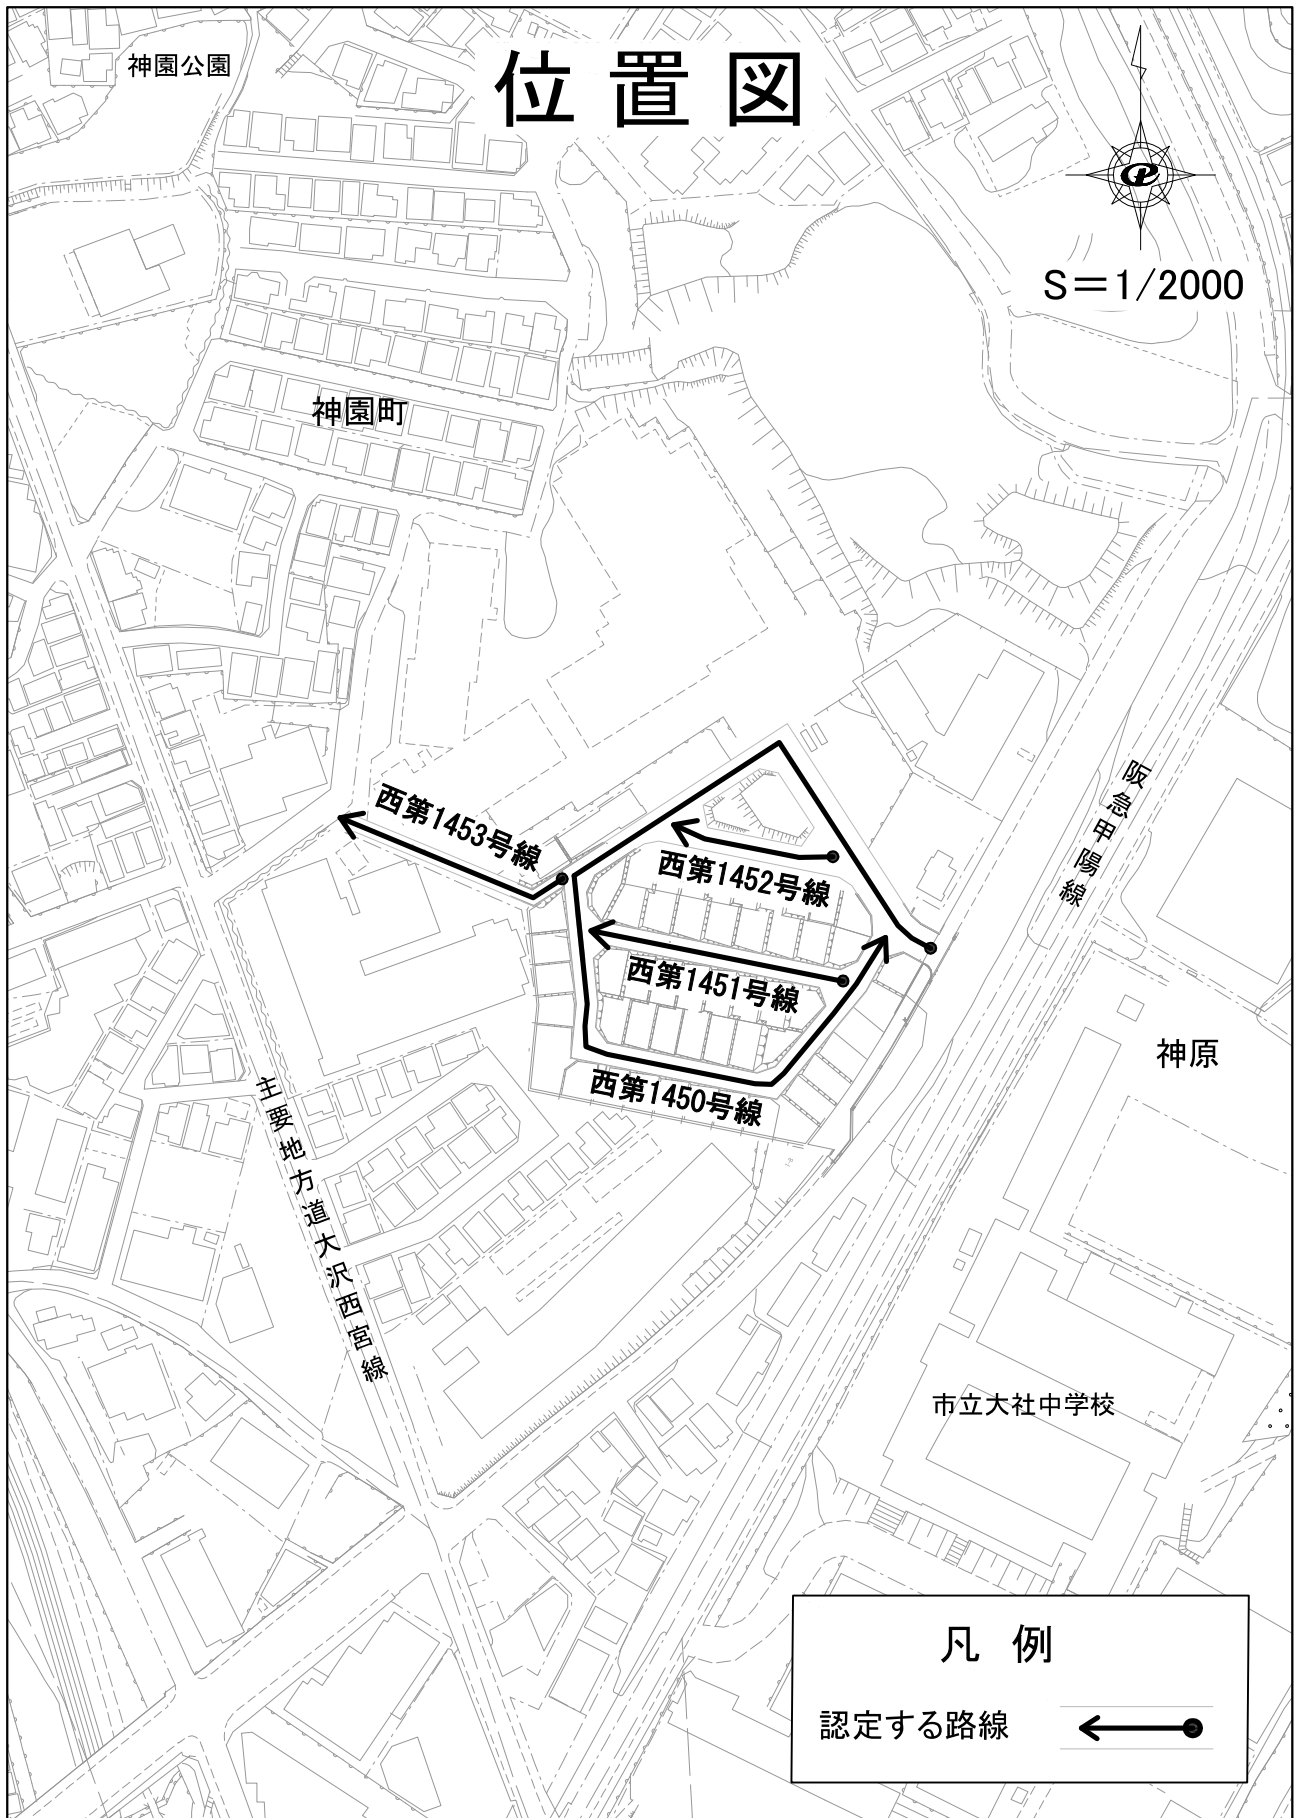 位置図
神園公園
S=1/2000
神園町
阪急甲陽線
西第1453号線
西第1452号線
西第1451号線
西第1450号線
神原
主要地方道大沢西宮線
市立大社中学校
凡例
認定する路線